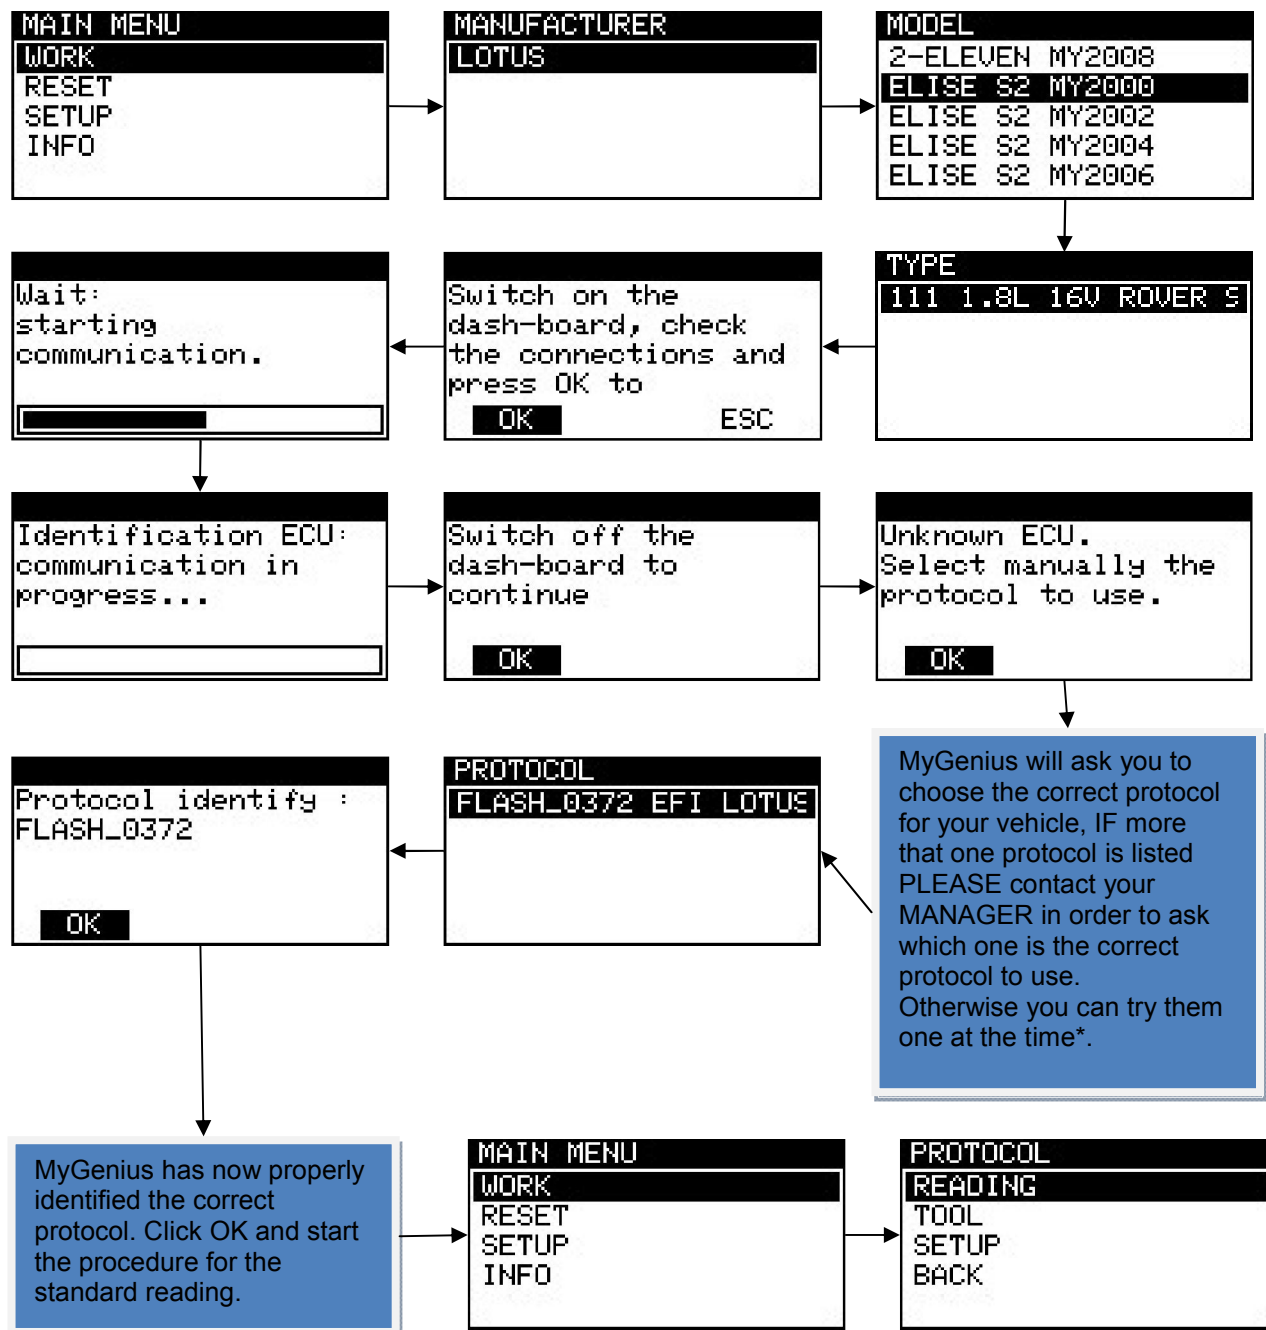 MAIN MENU
WORK
RESET
SETUP
INFO
MANUFACTURER
LOTUS
MODEL
2-ELEVEN MY2008
ELISE S2 MY2000
ELISE S2 MY2002
ELISE S2 MY2004
ELISE S2 MY2006
TYPE
111 1.8L 16V ROVER S
Switch on the
dash-board, check
the connections and
press OK to
OK ESC
Wait:
starting
communication.
Identification ECU:
communication in
progress...
Switch off the
dash-board to
continue
OK
Unknown ECU.
Select manually the
protocol to use.
OK
MyGenius will ask you to
choose the correct protocol
for your vehicle, IF more
that one protocol is listed
PLEASE contact your
MANAGER in order to ask
which one is the correct
protocol to use.
Otherwise you can try them
one at the time*.
PROTOCOL
FLASH_0372 EFI LOTUS
Protocol identify :
FLASH_0372
OK
MyGenius has now properly
identified the correct
protocol. Click OK and start
the procedure for the
standard reading.
MAIN MENU
WORK
RESET
SETUP
INFO
PROTOCOL
READING
TOOL
SETUP
BACK